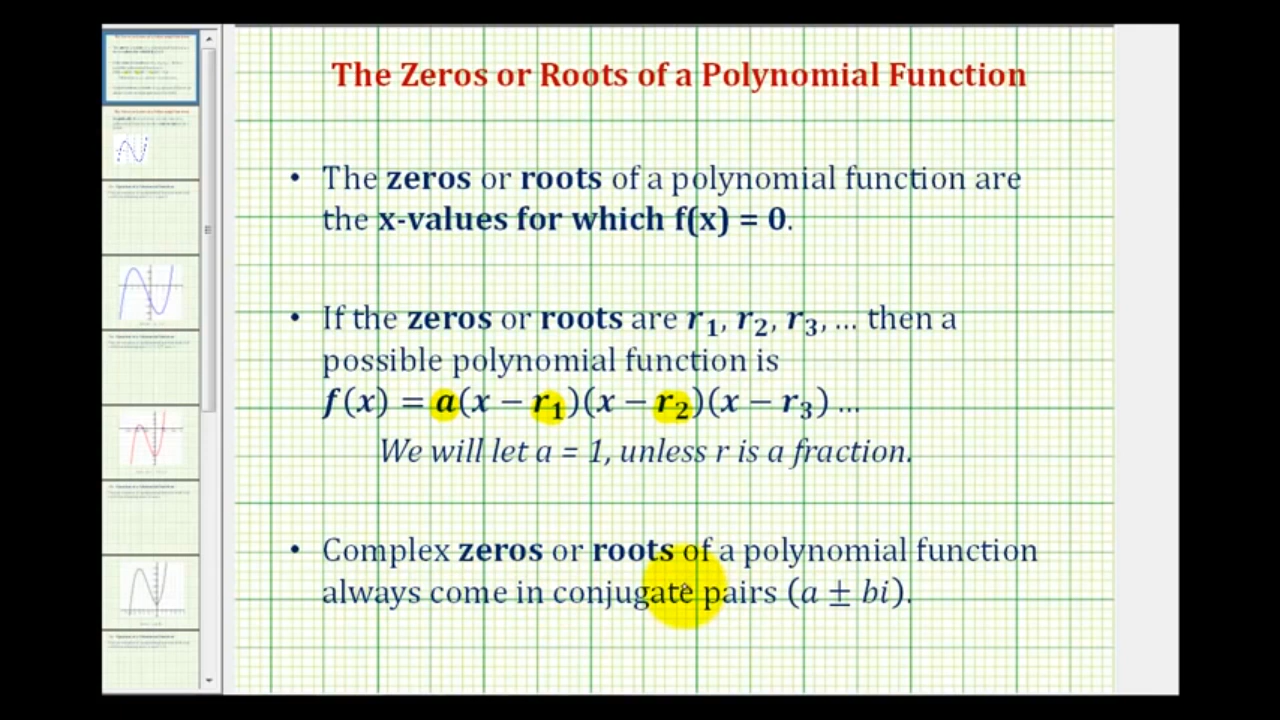 The Zeros or Roots of a Polynomial Function
• The zeros or roots of a polynomial function are
the x-values for which f(x) = 0.
• If the zeros or roots are r₁, r₂, r₃, … then a
possible polynomial function is
f(x) = a(x − r₁)(x − r₂)(x − r₃) …
We will let a = 1, unless r is a fraction.
• Complex zeros or roots of a polynomial function
always come in conjugate pairs (a ± bi).